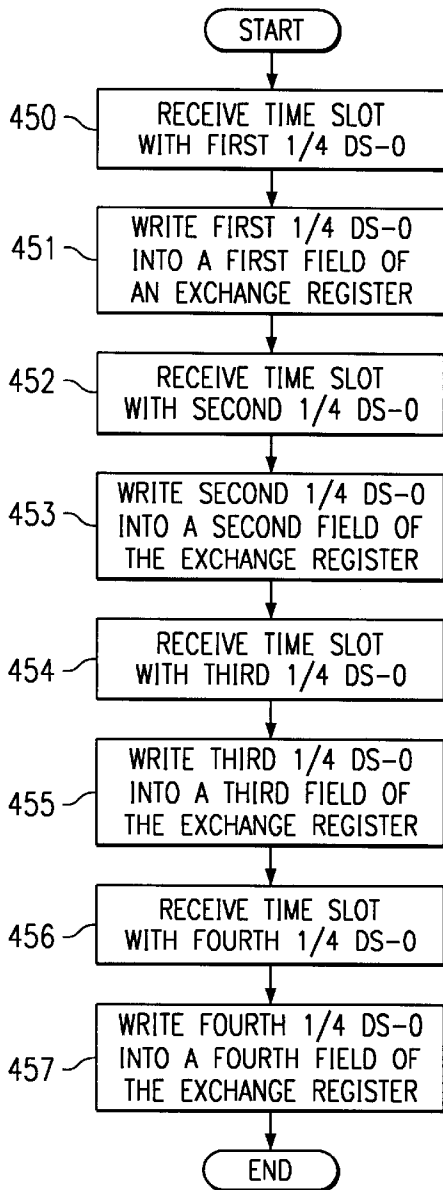 START
450
RECEIVE TIME SLOT
WITH FIRST 1/4 DS-0
451
WRITE FIRST 1/4 DS-0
INTO A FIRST FIELD OF
AN EXCHANGE REGISTER
452
RECEIVE TIME SLOT
WITH SECOND 1/4 DS-0
453
WRITE SECOND 1/4 DS-0
INTO A SECOND FIELD OF
THE EXCHANGE REGISTER
454
RECEIVE TIME SLOT
WITH THIRD 1/4 DS-0
455
WRITE THIRD 1/4 DS-0
INTO A THIRD FIELD OF
THE EXCHANGE REGISTER
456
RECEIVE TIME SLOT
WITH FOURTH 1/4 DS-0
457
WRITE FOURTH 1/4 DS-0
INTO A FOURTH FIELD OF
THE EXCHANGE REGISTER
END